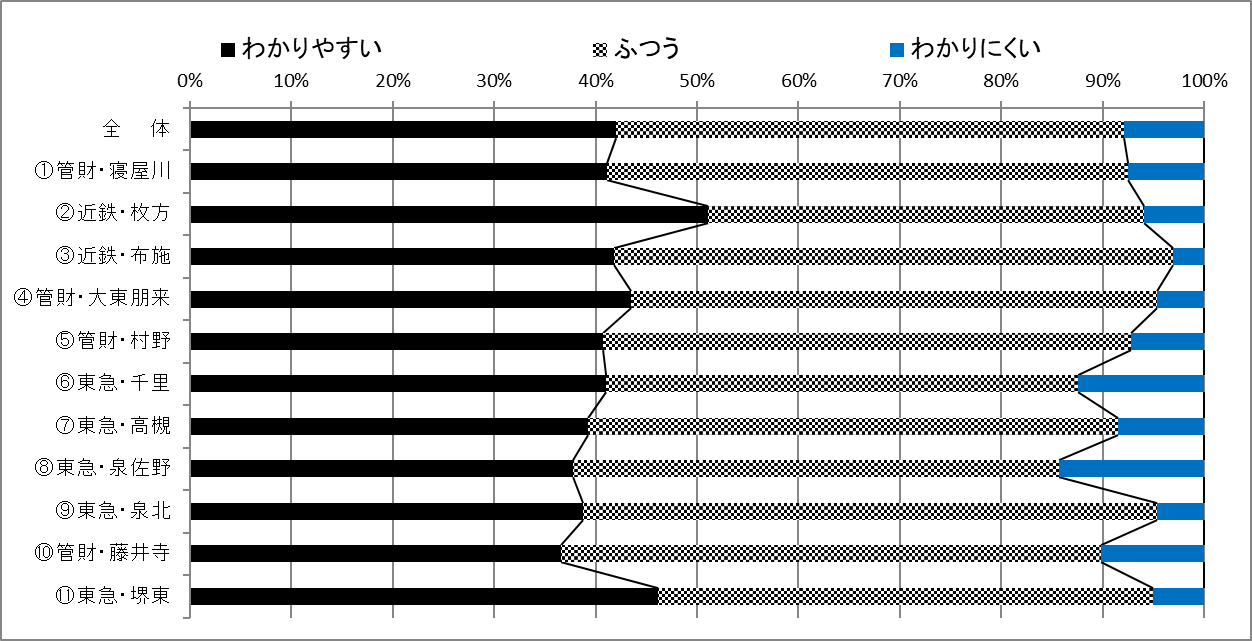 わかりやすい ふつう わかりにくい
0% 10% 20% 30% 40% 50% 60% 70% 80% 90% 100%
全 体
①管財・寝屋川
②近鉄・枚方
③近鉄・布施
④管財・大東朋来
⑤管財・村野
⑥東急・千里
⑦東急・高槻
⑧東急・泉佐野
⑨東急・泉北
⑩管財・藤井寺
⑪東急・堺東